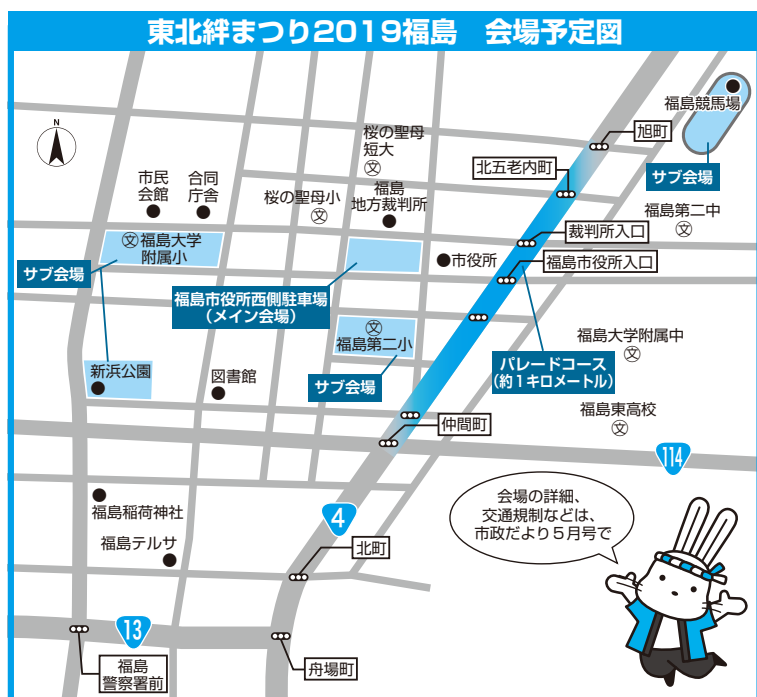 東北絆まつり2019福島 会場予定図
N
福島競馬場
サブ会場
旭町
北五老内町
桜の聖母
短大
文
市民
会館
合同
庁舎
桜の聖母小
文
福島
地方裁判所
福島第二中
文
裁判所入口
文福島大学
附属小
市役所
福島市役所入口
サブ会場
福島市役所西側駐車場
(メイン会場)
文
福島第二小
福島大学附属中
文
パレードコース
(約1キロメートル)
新浜公園
図書館
サブ会場
福島東高校
文
仲間町
114
福島稲荷神社
4
会場の詳細、
交通規制などは、
市政だより5月号で
福島テルサ
北町
13
福島
警察署前
舟場町